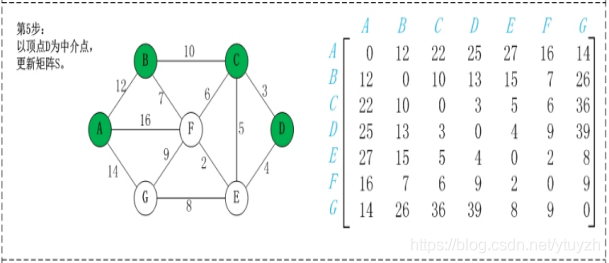 第5步：
以顶点D为中介点，
更新矩阵S。
B
10
C
12
7
6
3
A
16
F
5
D
14
9
2
4
G
8
E
A B C D E F G
A 0 12 22 25 27 16 14
B 12 0 10 13 15 7 26
C 22 10 0 3 5 6 36
D 25 13 3 0 4 9 39
E 27 15 5 4 0 2 8
F 16 7 6 9 2 0 9
G 14 26 36 39 8 9 0
https://blog.csdn.net/ytuyzh